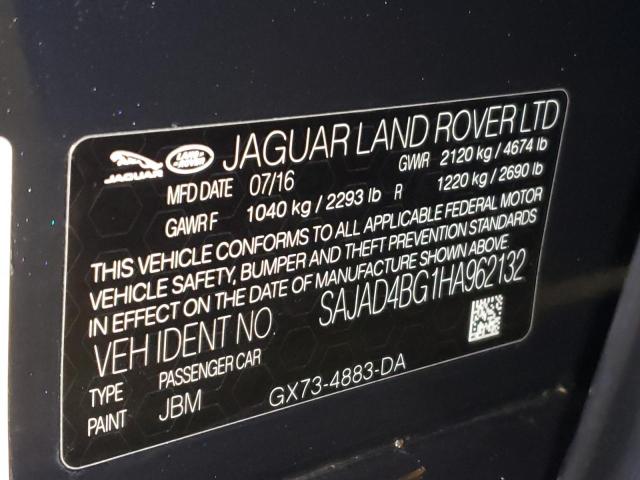 JAGUAR LAND ROVER JAGUAR LAND ROVER LTD
MFD DATE 07/16 GWR 2120 kg / 4674 lb
GAWR F 1040 kg / 2293 lb R 1220 kg / 2690 lb
THIS VEHICLE CONFORMS TO ALL APPLICABLE FEDERAL MOTOR
VEHICLE SAFETY, BUMPER AND THEFT PREVENTION STANDARDS
IN EFFECT ON THE DATE OF MANUFACTURE SHOWN ABOVE
VEH IDENT NO. SAJAD4BG1HA962132
TYPE PASSENGER CAR
PAINT JBM GX73-4883-DA